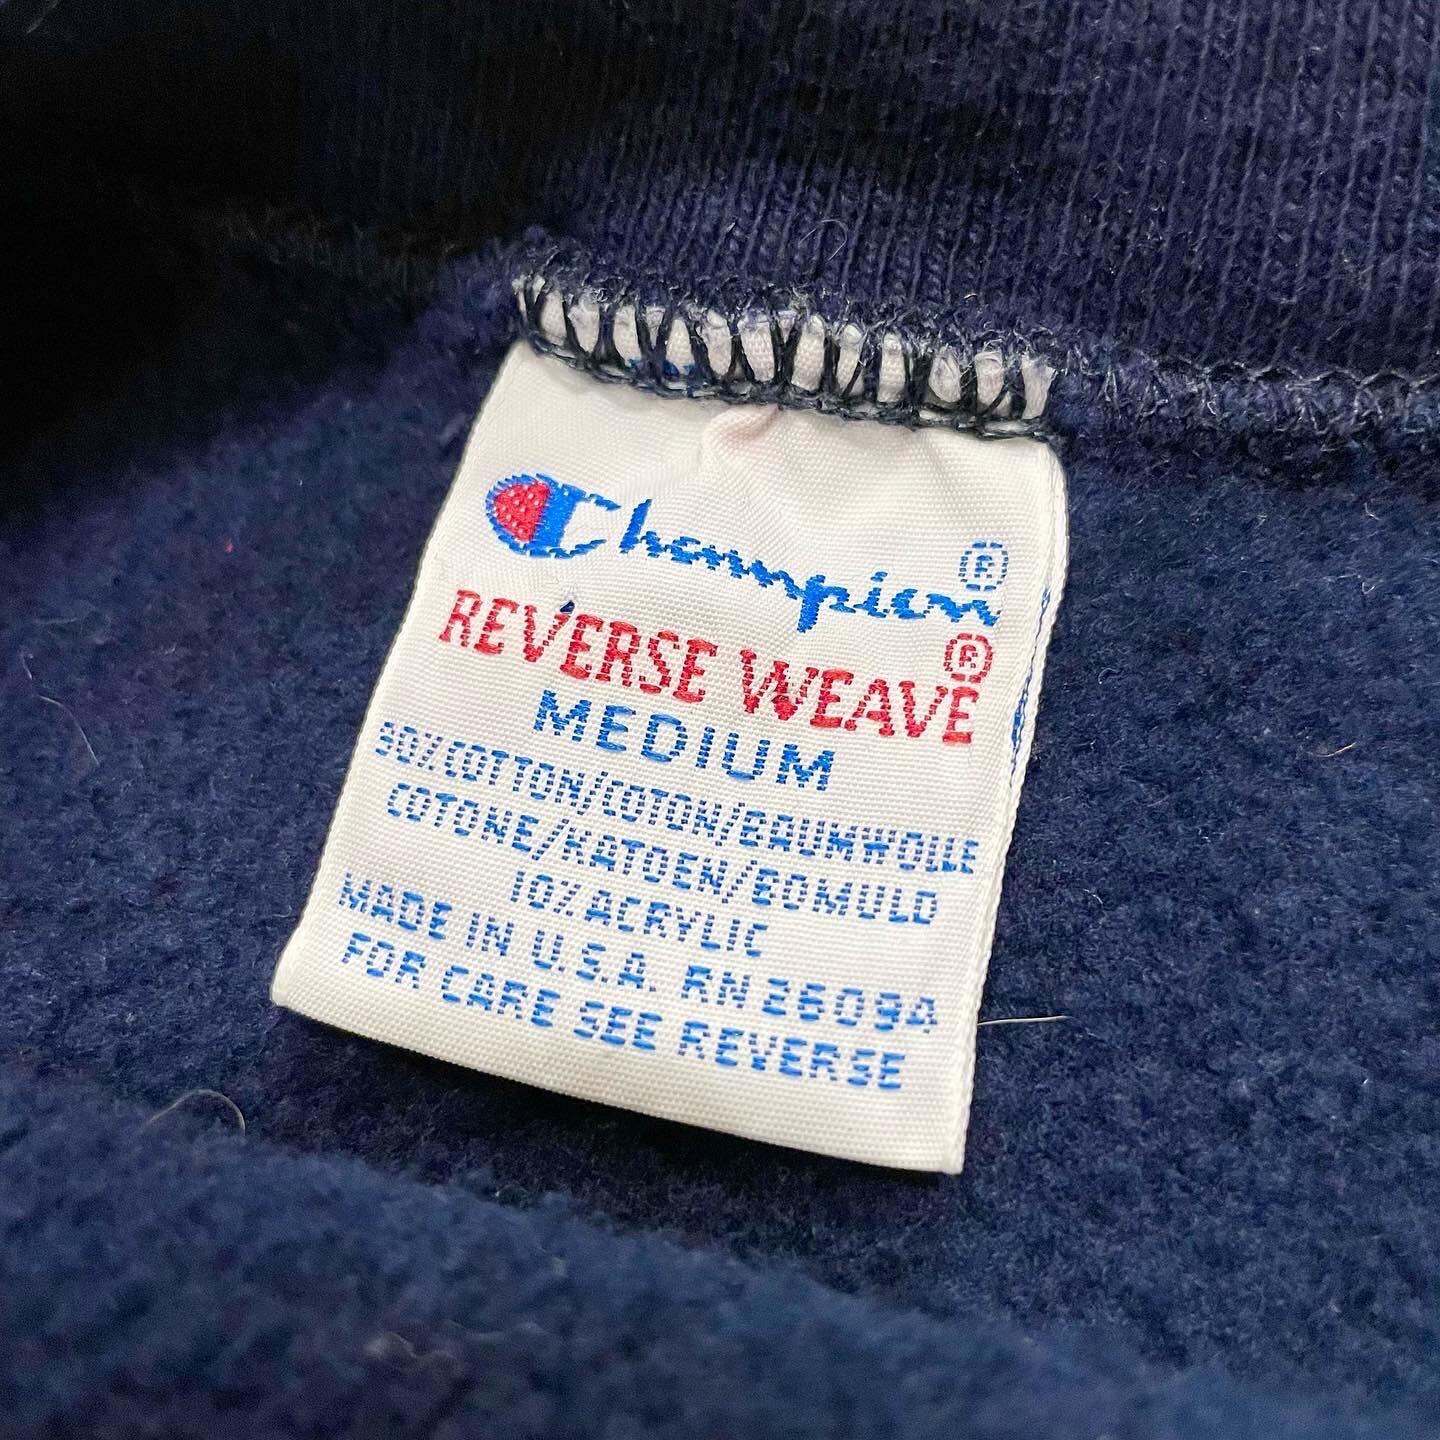 Champion®
REVERSE WEAVE®
MEDIUM
90% COTTON/COTON/BAUMWOLLE
COTONE/KATOEN/BOMULD
10% ACRYLIC
MADE IN U.S.A. RN 26094
FOR CARE SEE REVERSE